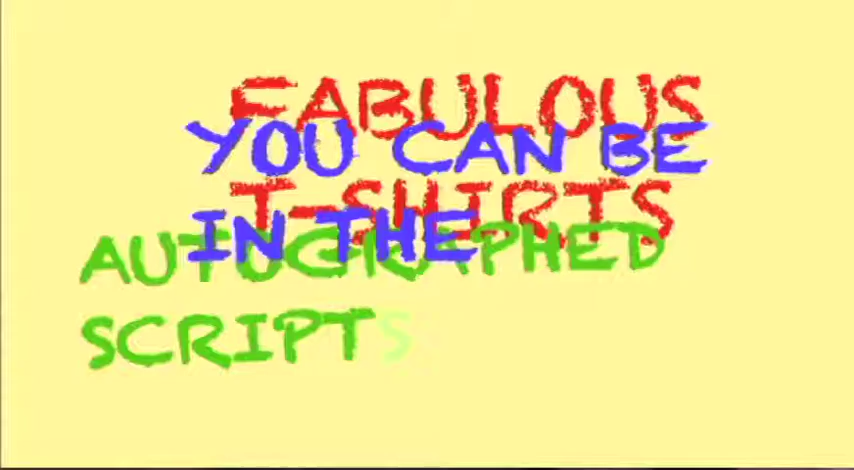 FABULOUS
YOU CAN BE
T-SHIRTS
IN THE
AUTOGRAPHED
SCRIPTS